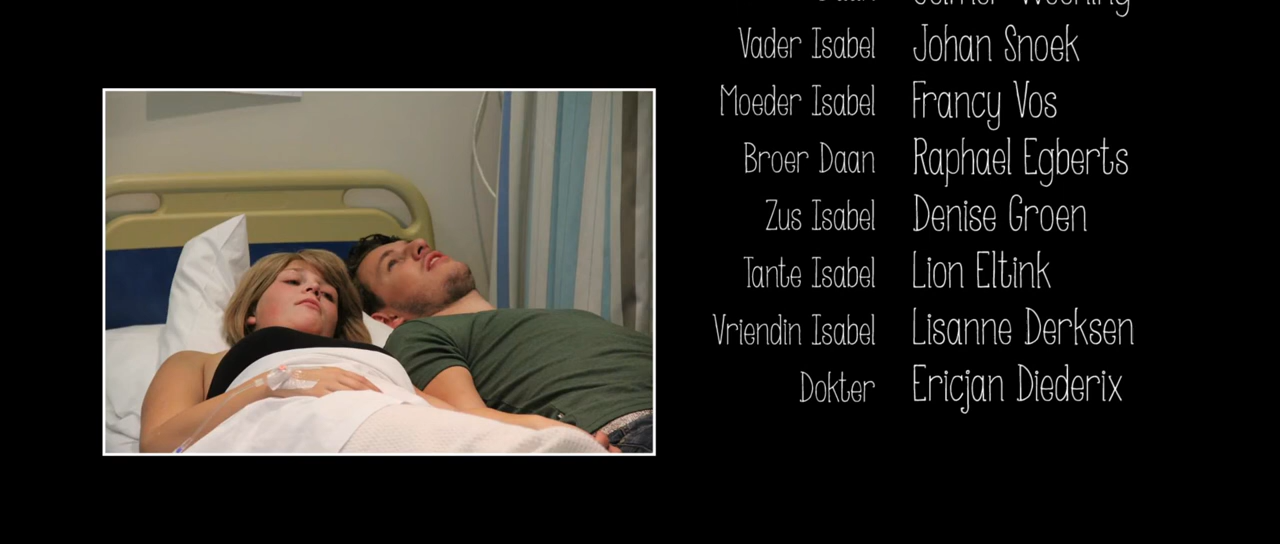 Vader Isabel Johan Snoek
Moeder Isabel Francy Vos
Broer Daan Raphael Egberts
Zus Isabel Denise Groen
Tante Isabel Lion Eltink
Vriendin Isabel Lisanne Derksen
Dokter Ericjan Diederix